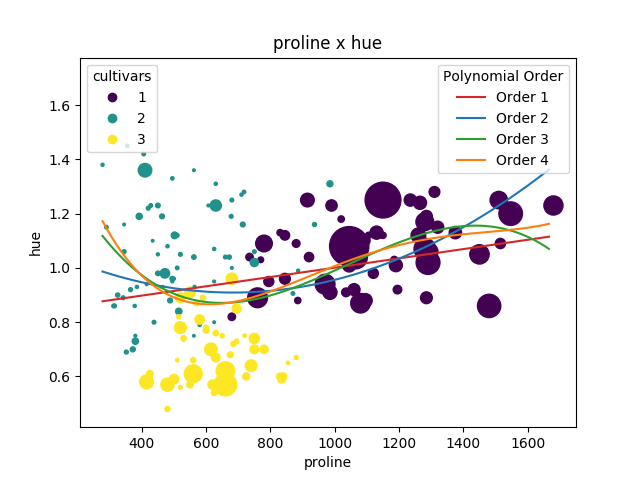 proline x hue
cultivars
1
2
3
Polynomial Order
Order 1
Order 2
Order 3
Order 4
1.6
1.4
1.2
1.0
0.8
0.6
hue
400 600 800 1000 1200 1400 1600
proline